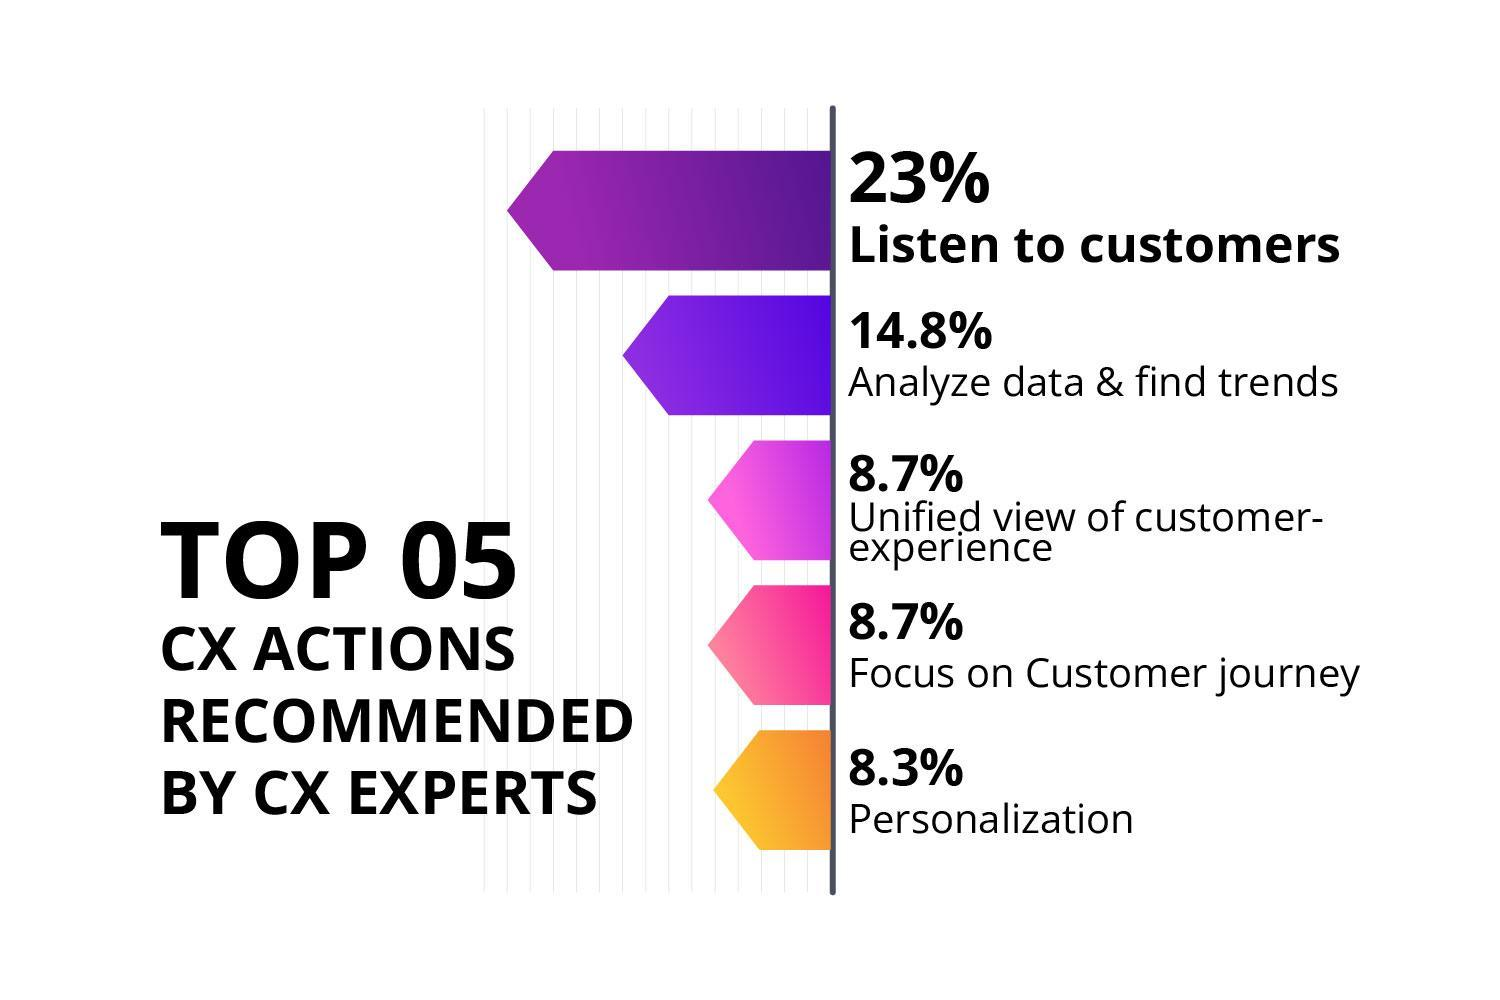 23%
Listen to customers
14.8%
Analyze data & find trends
8.7%
Unified view of customer-
experience
8.7%
Focus on Customer journey
8.3%
Personalization
TOP 05
CX ACTIONS
RECOMMENDED
BY CX EXPERTS